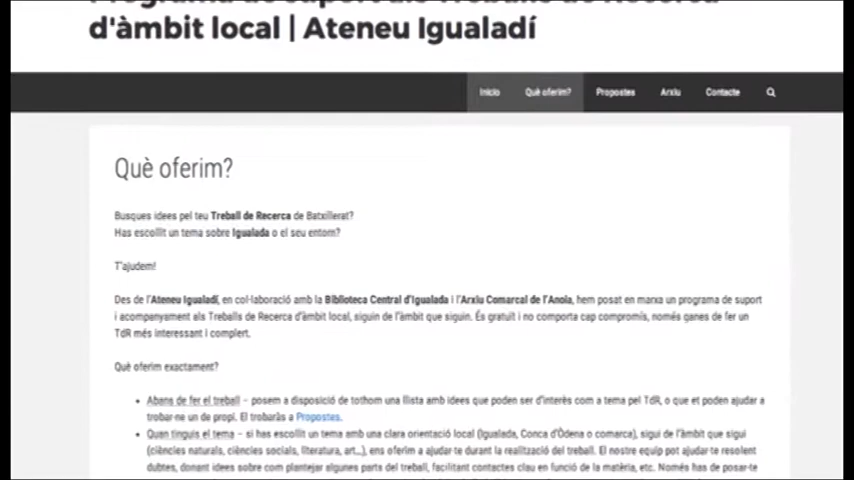 Programa de suport als Treballs de Recerca
d'àmbit local | Ateneu Igualadí
Inicio Què oferim? Propostes Arxiu Contacte
Què oferim?
Busques idees pel teu Treball de Recerca de Batxillerat?
Has escollit un tema sobre Igualada o el seu entorn?
T'ajudem!
Des de l'Ateneu Igualadí, en col·laboració amb la Biblioteca Central d'Igualada i l'Arxiu Comarcal de l'Anoia, hem posat en marxa un programa de suport
i acompanyament als Treballs de Recerca d'àmbit local, siguin de l'àmbit que siguin. És gratuït i no comporta cap compromís, només ganes de fer un
TdR més interessant i complert.
Què oferim exactament?
Abans de fer el treball – posem a disposició de tothom una llista amb idees que poden ser d'interès com a tema pel TdR, o que et poden ajudar a
trobar-ne un de propi. El trobaràs a Propostes.
Quan tinguis el tema – si has escollit un tema amb una clara orientació local (Igualada, Conca d'Òdena o comarca), sigui de l'àmbit que sigui
(ciències naturals, ciències socials, literatura, art...), ens oferim a ajudar-te durant la realització del treball. El nostre equip pot ajudar-te resolent
dubtes, donant idees sobre com plantejar algunes parts del treball, facilitant contactes clau en funció de la matèria, etc. Només has de posar-te